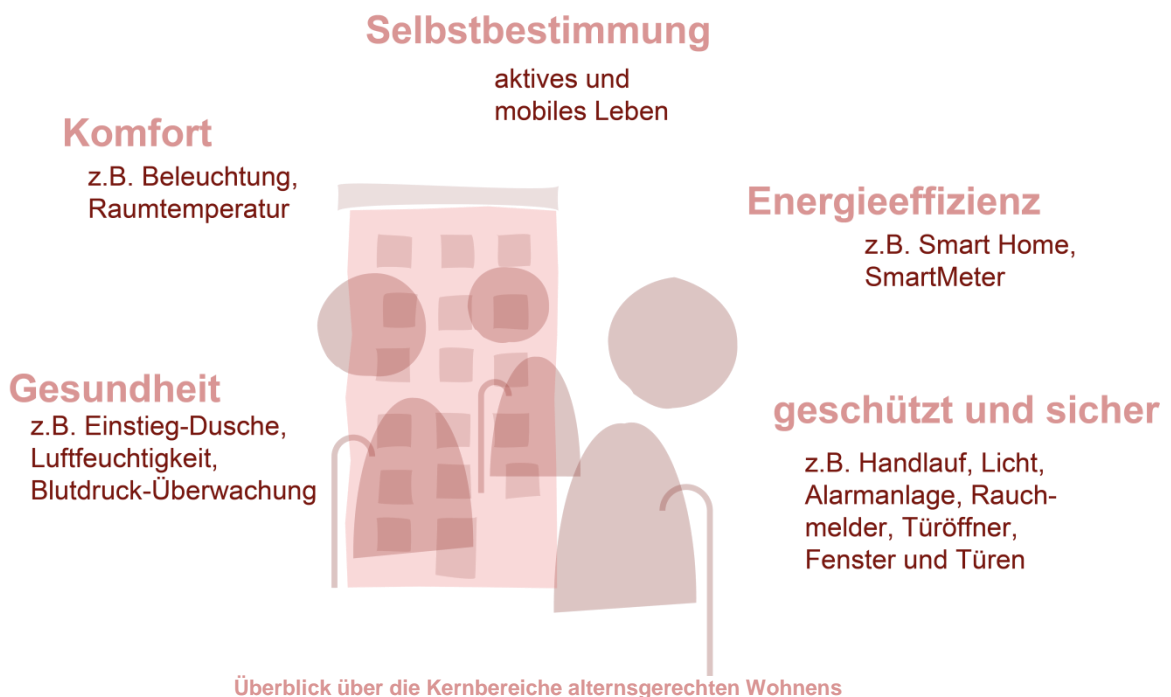 Selbstbestimmung
aktives und
mobiles Leben
Komfort
z.B. Beleuchtung,
Raumtemperatur
Energieeffizienz
z.B. Smart Home,
SmartMeter
Gesundheit
z.B. Einstieg-Dusche,
Luftfeuchtigkeit,
Blutdruck-Überwachung
geschützt und sicher
z.B. Handlauf, Licht,
Alarmanlage, Rauch-
melder, Türöffner,
Fenster und Türen
Überblick über die Kernbereiche alternsgerechten Wohnens